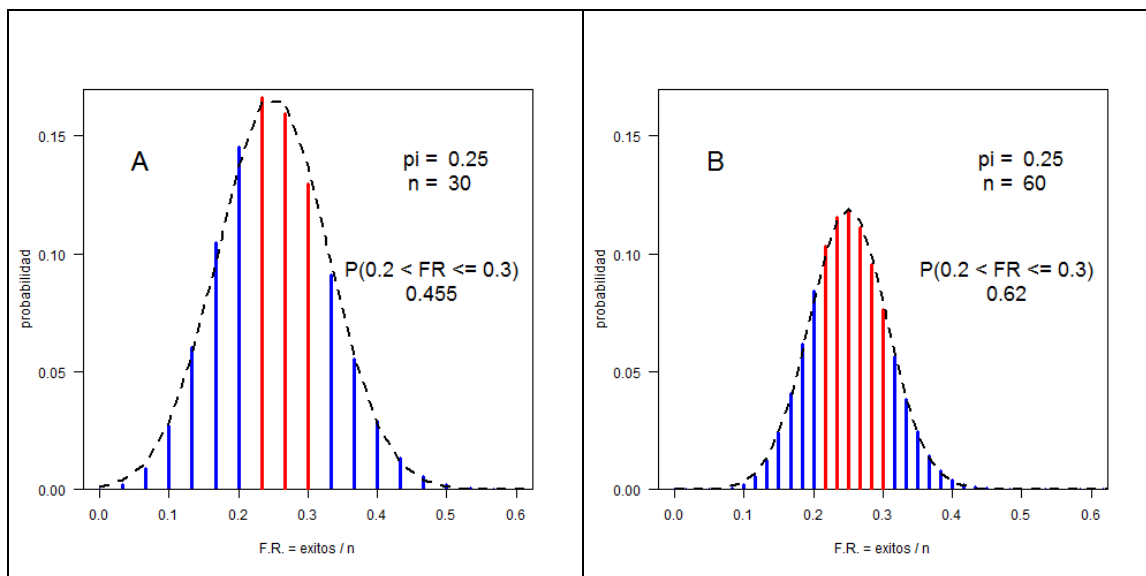 A
pi = 0.25
n = 30
P(0.2 < FR <= 0.3)
0.455
probabilidad
0.15
0.10
0.05
0.00
0.0 0.1 0.2 0.3 0.4 0.5 0.6
F.R. = exitos / n
B
pi = 0.25
n = 60
P(0.2 < FR <= 0.3)
0.62
probabilidad
0.15
0.10
0.05
0.00
0.0 0.1 0.2 0.3 0.4 0.5 0.6
F.R. = exitos / n